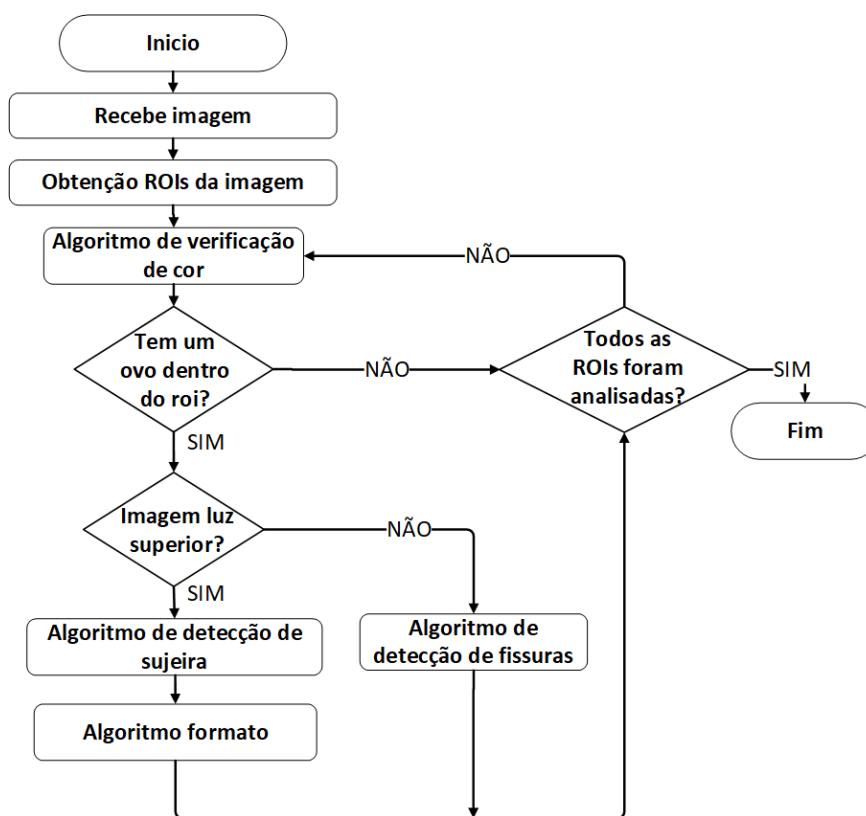 Inicio
Recebe imagem
Obtenção ROIs da imagem
Algoritmo de verificação
de cor
NÃO
Tem um
ovo dentro
do roi?
NÃO
Todos as
ROIs foram
analisadas?
SIM
Fim
SIM
Imagem luz
superior?
NÃO
SIM
Algoritmo de detecção de
sujeira
Algoritmo de
detecção de fissuras
Algoritmo formato